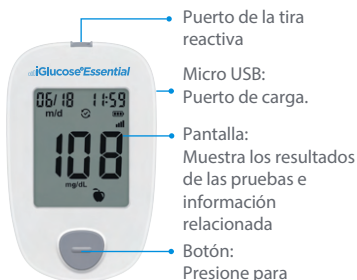 Puerto de la tira
reactiva
iGlucose®Essential
Micro USB:
Puerto de carga.
06/18 11:59
m/d
Pantalla:
Muestra los resultados
de las pruebas e
información
relacionada
108
mg/dL
Botón:
Presione para